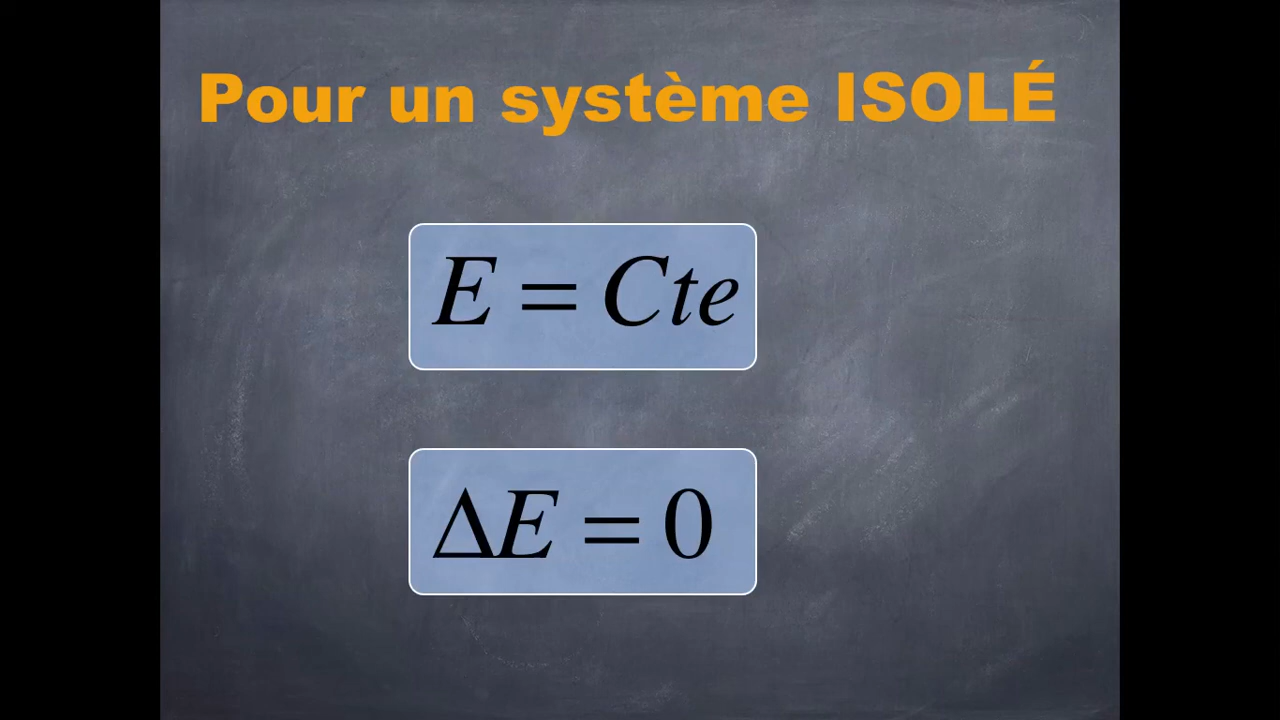 Pour un système ISOLÉ
E = Cte
ΔE = 0